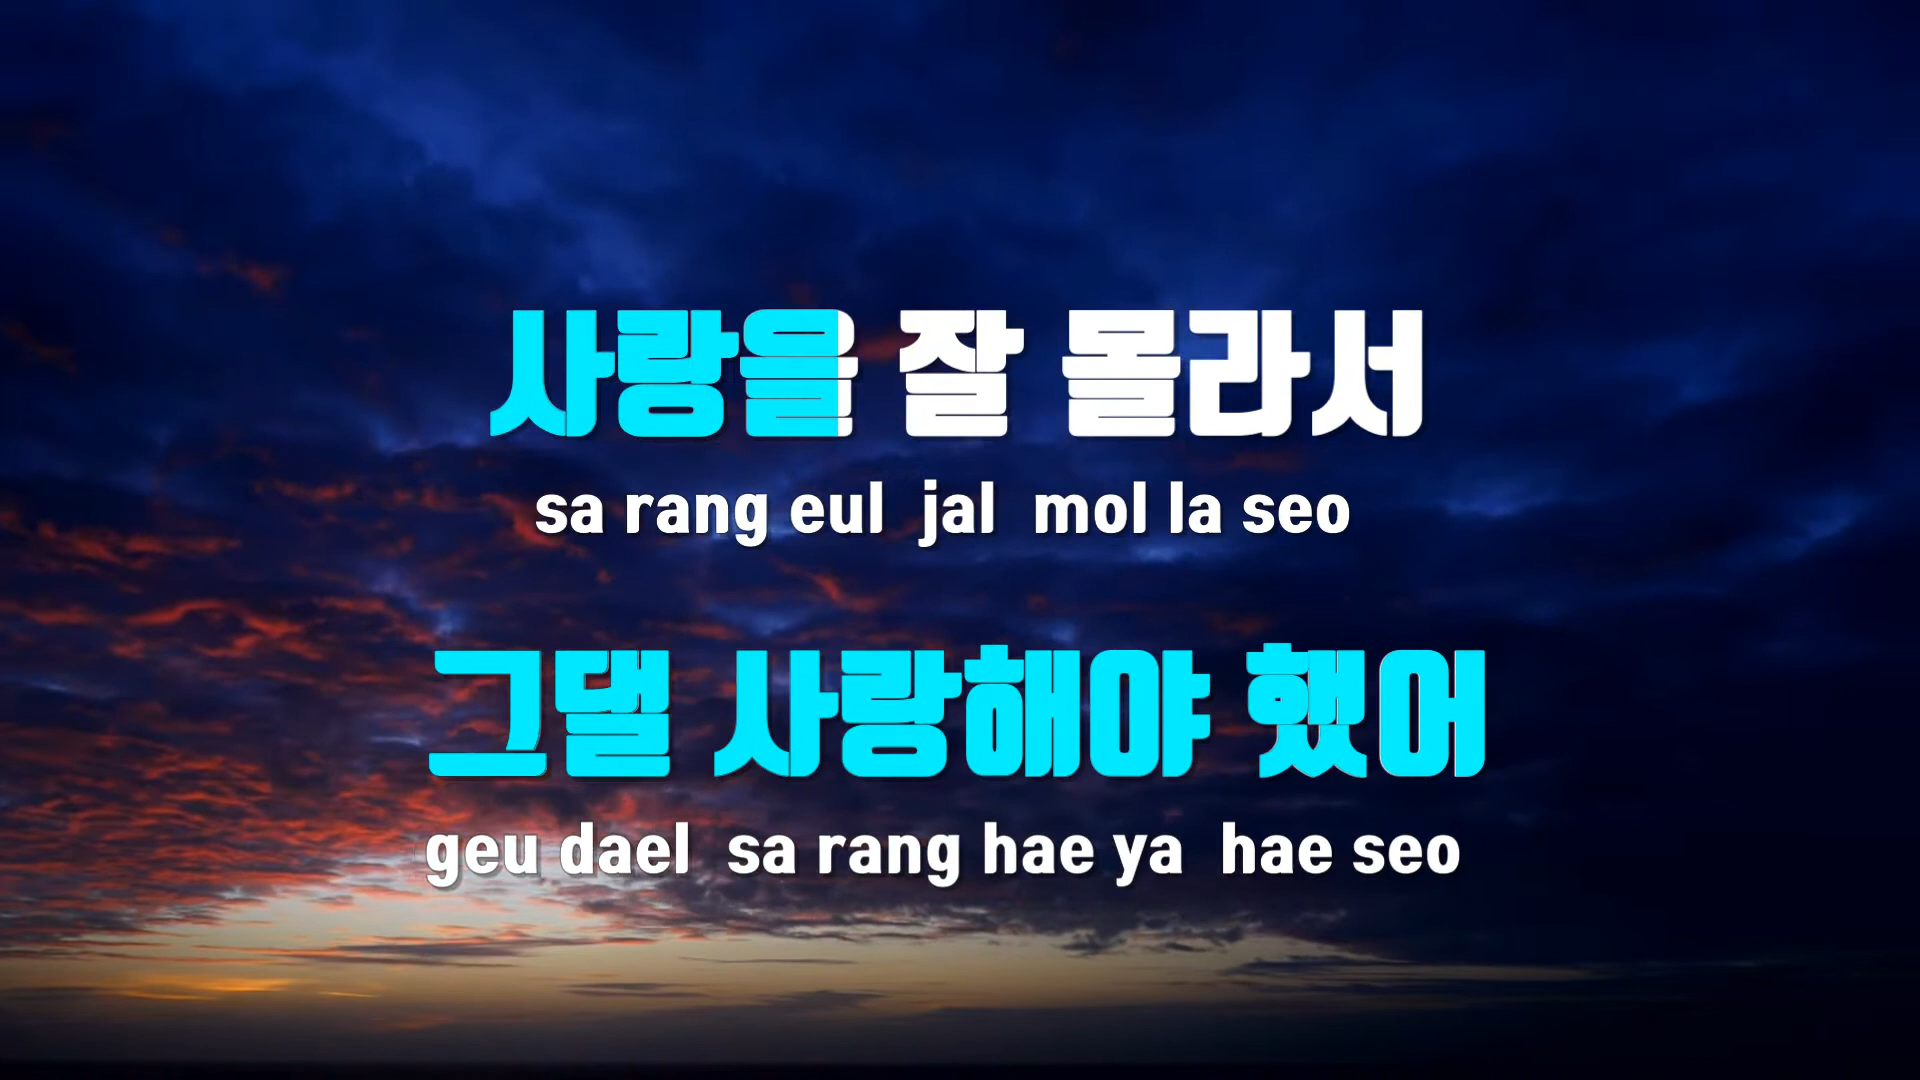 사랑을 잘 몰라서
sa rang eul jal mol la seo
그댈 사랑해야 했어
geu dael sa rang hae ya hae seo